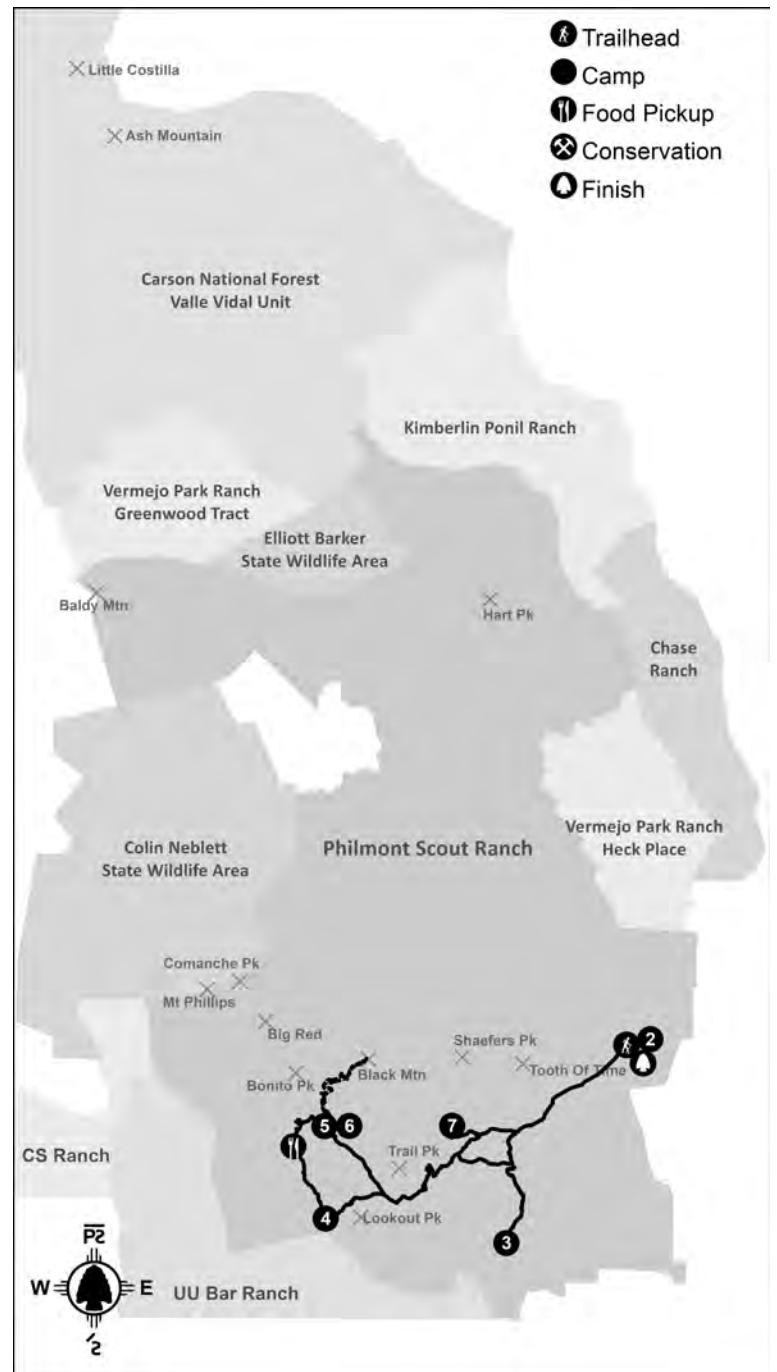 Trailhead
Camp
Food Pickup
Conservation
Finish
Little Costilla
Ash Mountain
Carson National Forest
Valle Vidal Unit
Kimberlin Ponil Ranch
Vermejo Park Ranch
Greenwood Tract
Elliott Barker
State Wildlife Area
Baldy Mtn
Hart Pk
Chase
Ranch
Colin Neblett
State Wildlife Area
Philmont Scout Ranch
Vermejo Park Ranch
Heck Place
Comanche Pk
Mt Phillips
Big Red
Shaefers Pk
2
Bonito Pk
Black Mtn
Tooth Of Time
5
6
7
CS Ranch
Trail Pk
4
Lookout Pk
3
W
E
UU Bar Ranch